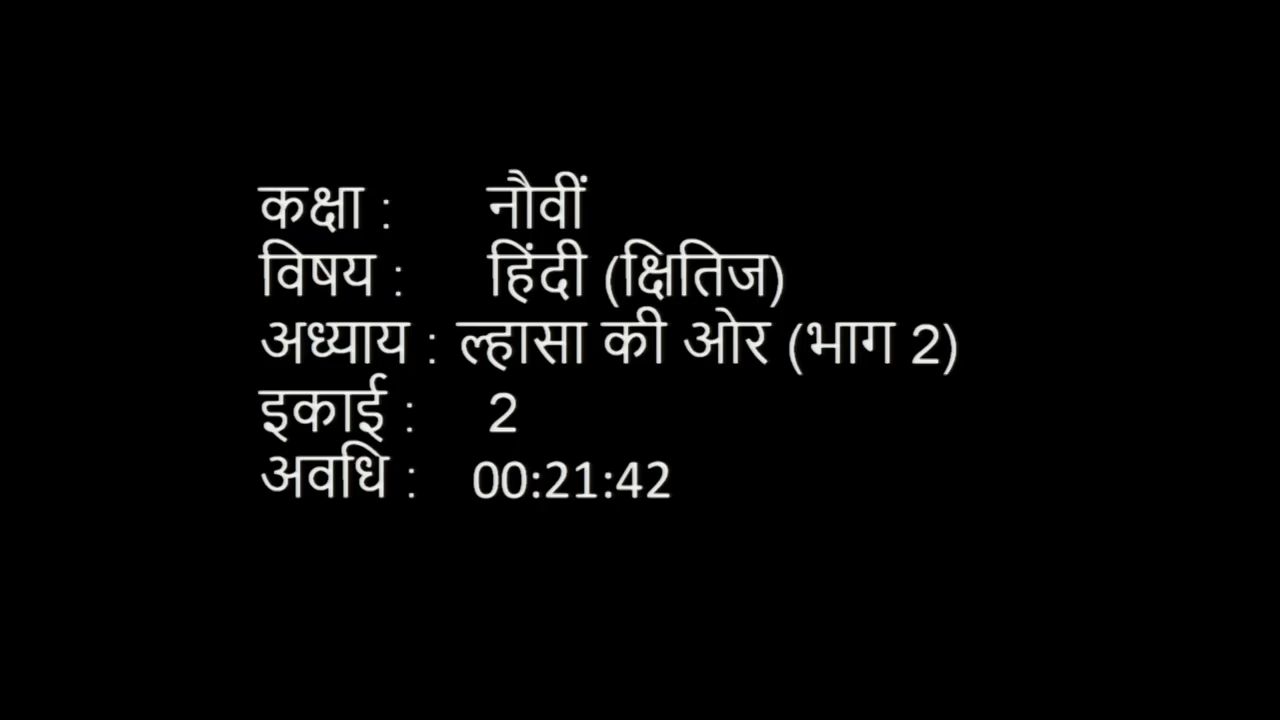 कक्षा : नौवीं
विषय : हिंदी (क्षितिज)
अध्याय : ल्हासा की ओर (भाग 2)
इकाई : 2
अवधि : 00:21:42